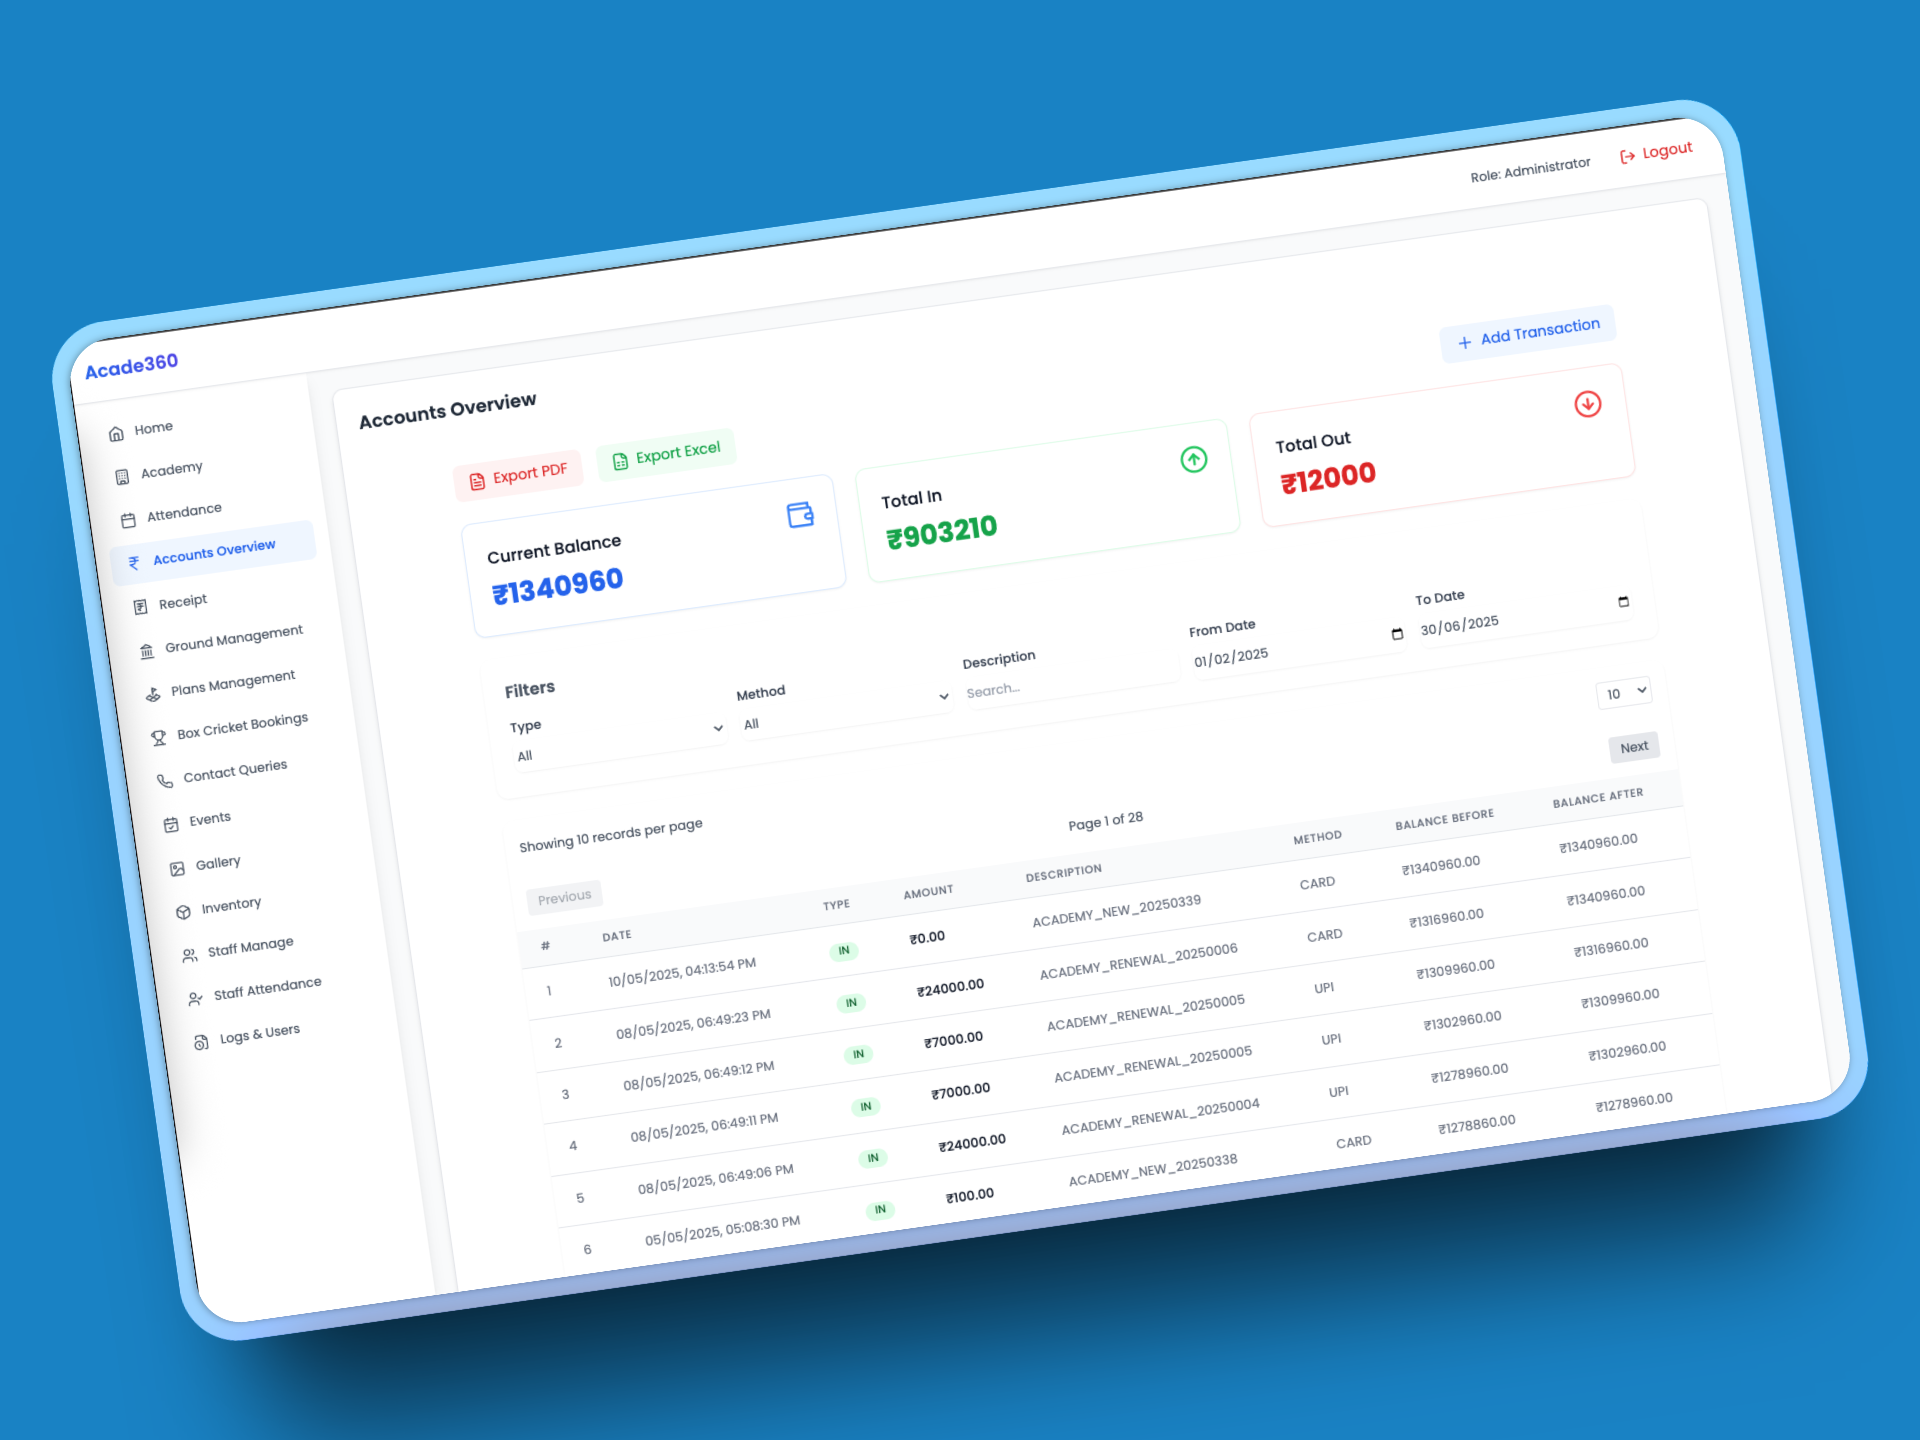 Acade360
Role: Administrator
Logout
Home
Academy
Attendance
Accounts Overview
Receipt
Ground Management
Plans Management
Box Cricket Bookings
Contact Queries
Events
Gallery
Inventory
Staff Manage
Staff Attendance
Logs & Users
Accounts Overview
Add Transaction
Export PDF
Export Excel
Current Balance
₹1340960
Total In
₹903210
Total Out
₹12000
Filters
Type
All
Method
All
Description
Search...
From Date
01/02/2025
To Date
30/06/2025
Showing 10 records per page
10
Previous
Page 1 of 28
Next
# DATE TYPE AMOUNT DESCRIPTION METHOD BALANCE BEFORE BALANCE AFTER
1 10/05/2025, 04:13:54 PM IN ₹0.00 ACADEMY_NEW_20250339 CARD ₹1340960.00 ₹1340960.00
2 08/05/2025, 06:49:23 PM IN ₹24000.00 ACADEMY_RENEWAL_20250006 CARD ₹1316960.00 ₹1340960.00
3 08/05/2025, 06:49:12 PM IN ₹7000.00 ACADEMY_RENEWAL_20250005 UPI ₹1309960.00 ₹1316960.00
4 08/05/2025, 06:49:11 PM IN ₹7000.00 ACADEMY_RENEWAL_20250005 UPI ₹1302960.00 ₹1309960.00
5 08/05/2025, 06:49:06 PM IN ₹24000.00 ACADEMY_RENEWAL_20250004 UPI ₹1278960.00 ₹1302960.00
6 05/05/2025, 05:08:30 PM IN ₹100.00 ACADEMY_NEW_20250338 CARD ₹1278860.00 ₹1278960.00